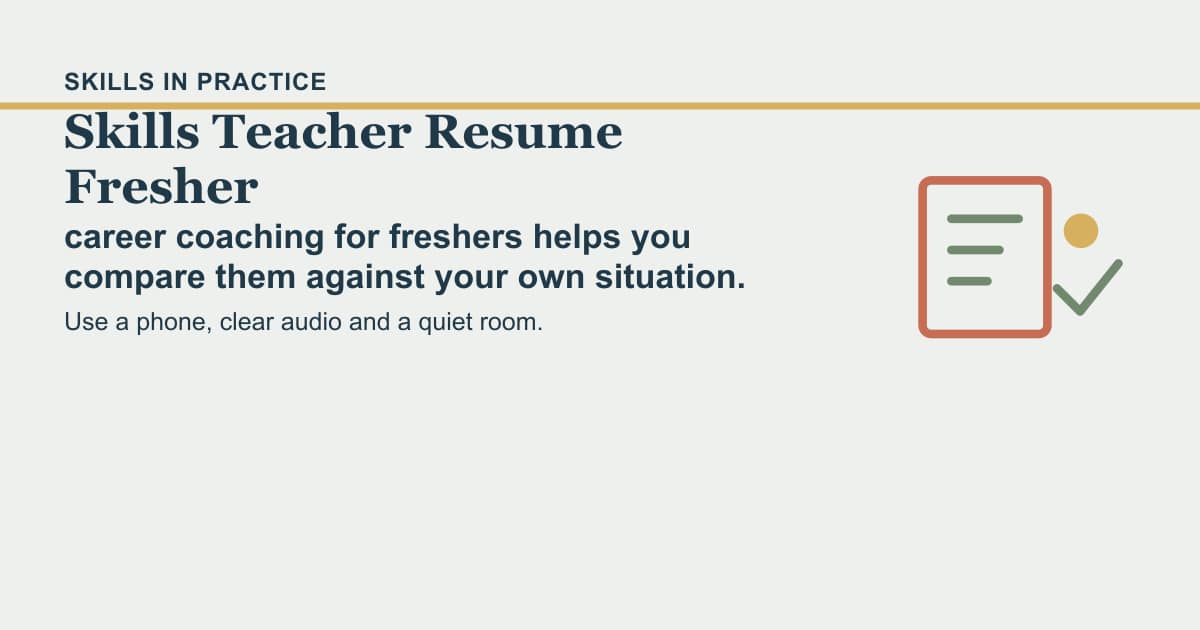 SKILLS IN PRACTICE
Skills Teacher Resume
Fresher
career coaching for freshers helps you
compare them against your own situation.
Use a phone, clear audio and a quiet room.